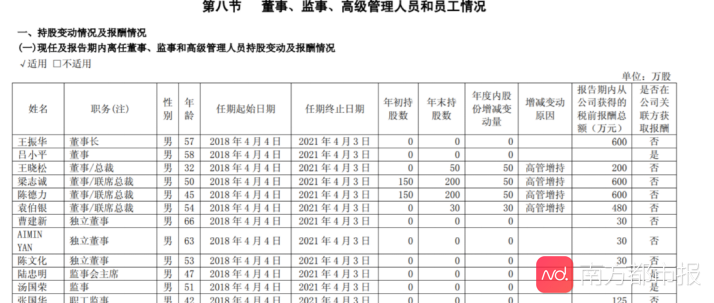 第八节 董事、监事、高级管理人员和员工情况
一、持股变动情况及报酬情况
(一)现任及报告期内离任董事、监事和高级管理人员持股变动及报酬情况
√适用 □不适用
单位：万股
姓名 职务(注) 性别 年龄 任期起始日期 任期终止日期 年初持股数 年末持股数 年度内股份增减变动量 增减变动原因 报告期内从公司获得的税前报酬总额（万元） 是否在公司关联方获取报酬
王振华 董事长 男 57 2018年4月4日 2021年4月3日 0 0 0 600 否
吕小平 董事 男 58 2018年4月4日 2021年4月3日 0 0 0 是
王晓松 董事/总裁 男 32 2018年4月4日 2021年4月3日 0 50 50 高管增持 200 否
梁志诚 董事/联席总裁 男 50 2018年4月4日 2021年4月3日 150 200 50 高管增持 600 否
陈德力 董事/联席总裁 男 45 2018年4月4日 2021年4月3日 150 200 50 高管增持 600 否
袁伯银 董事/联席总裁 男 54 2018年4月4日 2021年4月3日 0 30 30 高管增持 480 否
曹建新 独立董事 男 66 2018年4月4日 2021年4月3日 0 0 0 30 否
AIMIN YAN 独立董事 男 63 2018年4月4日 2021年4月3日 0 0 0 30 否
陈文化 独立董事 男 53 2018年4月4日 2021年4月3日 0 0 0 30 否
陆忠明 监事会主席 男 47 2018年4月4日 2021年4月3日 0 0 0 是
汤国荣 监事 男 51 2018年4月4日 2021年4月3日 0 0 0 是
张国华 职工监事 男 42 2018年4月4日 2021年4月3日 0 0 0 125 否
南方都市报